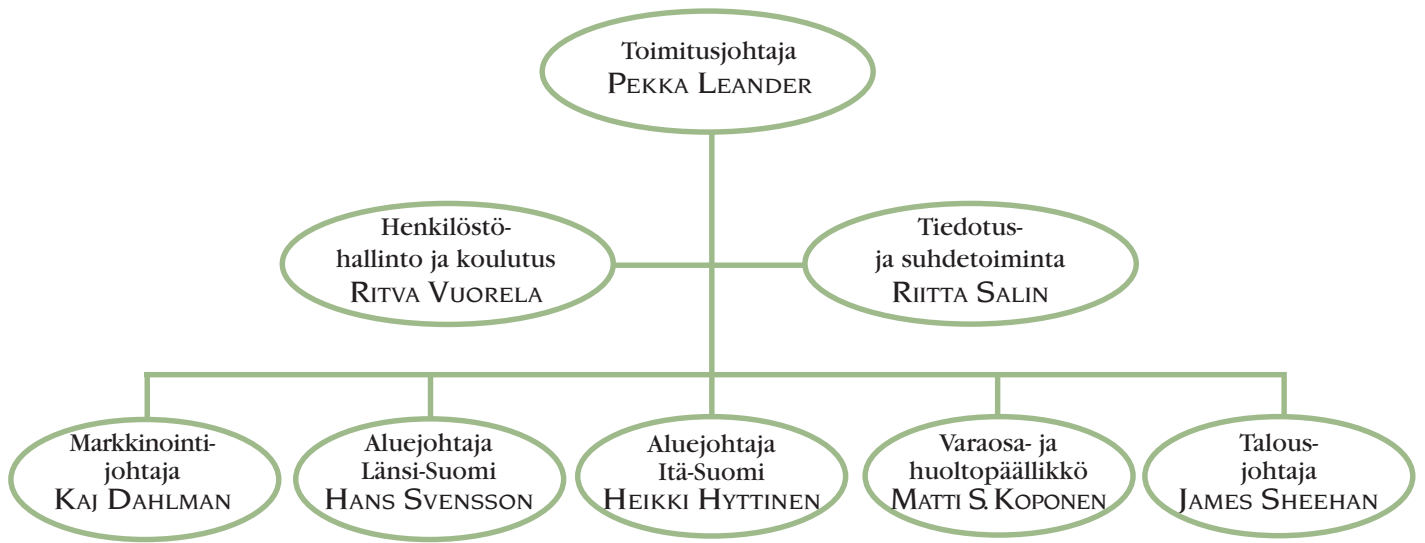 Toimitusjohtaja
PEKKA LEANDER
Henkilöstö-
hallinto ja koulutus
RITVA VUORELA
Tiedotus-
ja suhdetoiminta
RIITTA SALIN
Markkinointi-
johtaja
KAJ DAHLMAN
Aluejohtaja
Länsi-Suomi
HANS SVENSSON
Aluejohtaja
Itä-Suomi
HEIKKI HYTTINEN
Varaosa- ja
huoltopäällikkö
MATTI S. KOPONEN
Talous-
johtaja
JAMES SHEEHAN